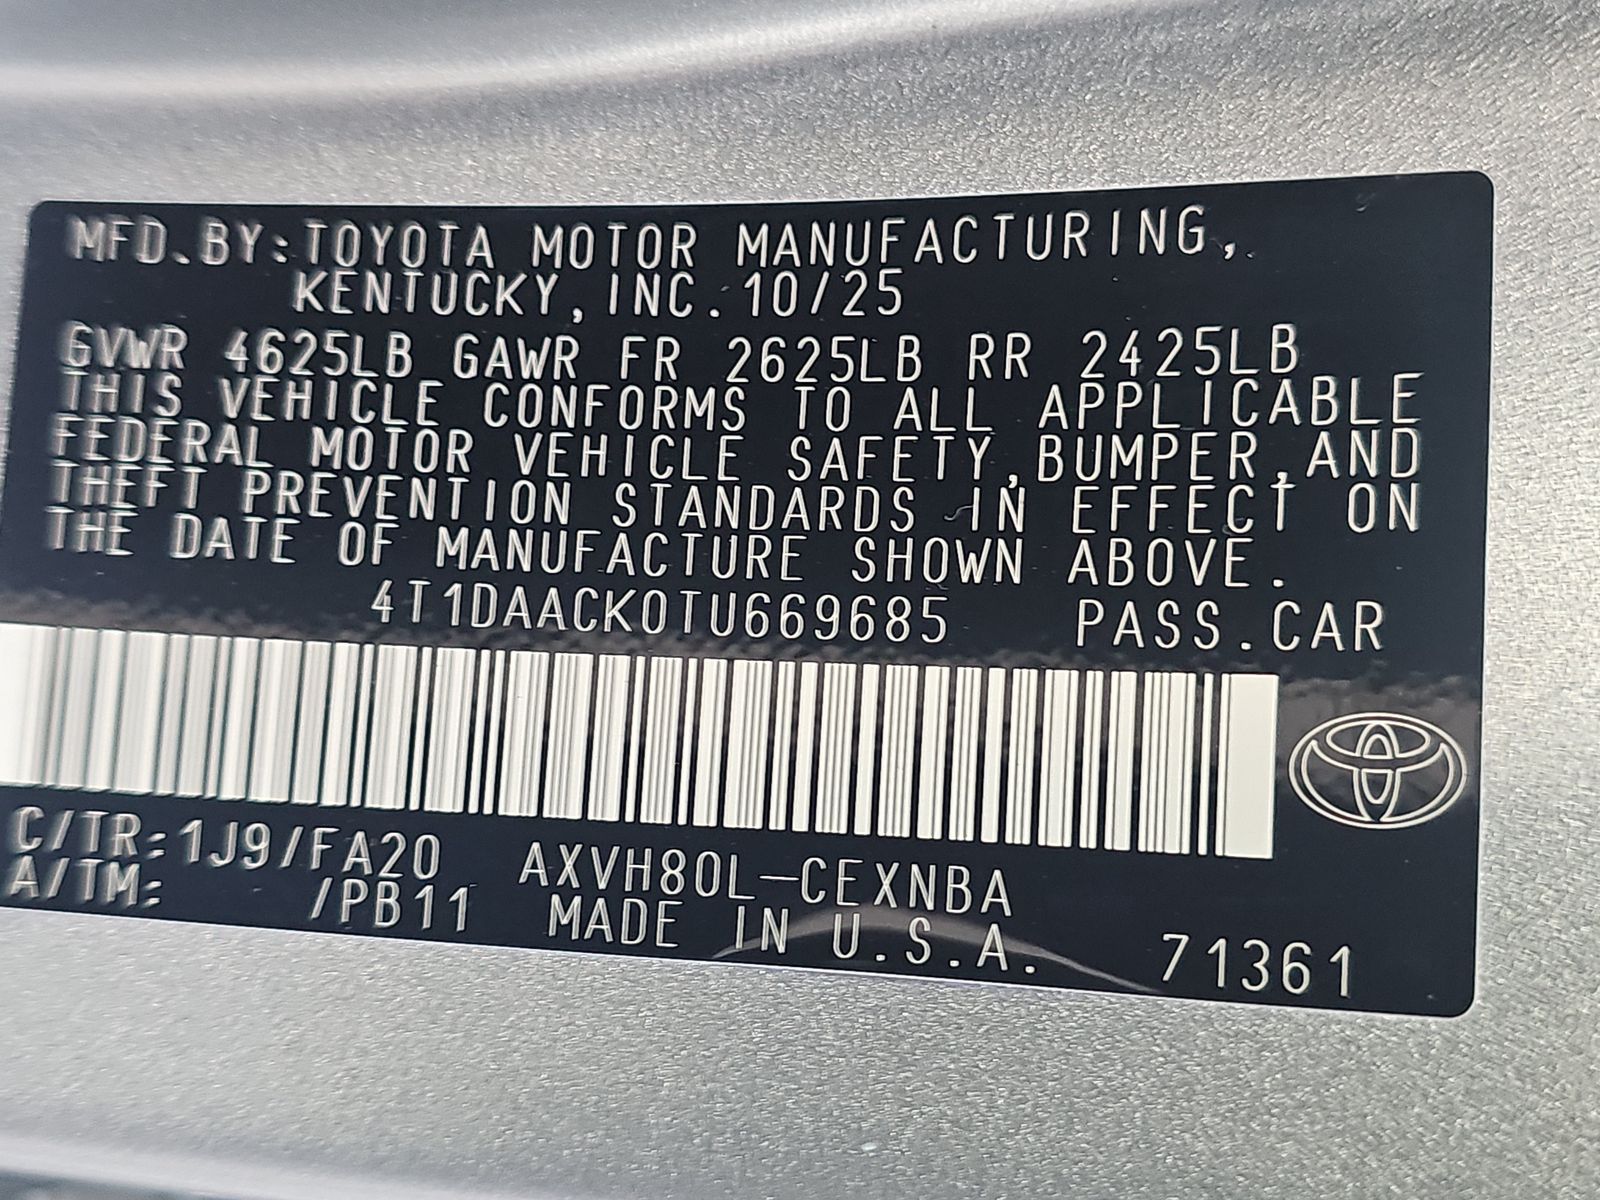 MFD.BY:TOYOTA MOTOR MANUFACTURING,
KENTUCKY,INC.10/25
GVWR 4625LB GAWR FR 2625LB RR 2425LB
THIS VEHICLE CONFORMS TO ALL APPLICABLE
FEDERAL MOTOR VEHICLE SAFETY,BUMPER,AND
THEFT PREVENTION STANDARDS IN EFFECT ON
THE DATE OF MANUFACTURE SHOWN ABOVE.
4T1DAACK0TU669685 PASS.CAR
C/TR:1J9/FA20 AXVH80L-CEXNBA
A/TM: /PB11 MADE IN U.S.A. 71361